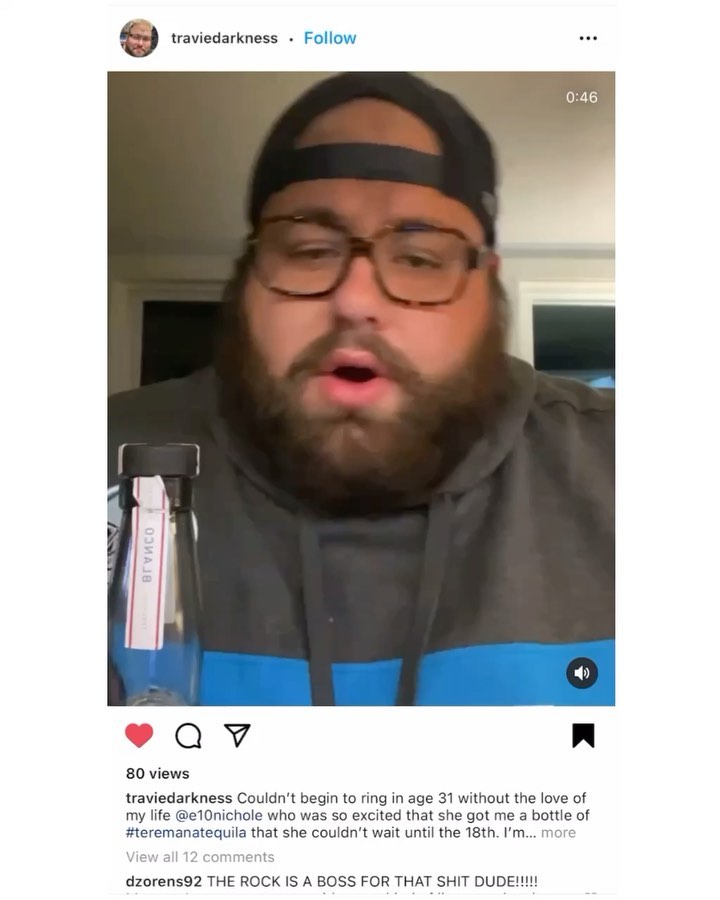 traviedarkness • Follow
0:46
BLANCO
80 views
traviedarkness Couldn't begin to ring in age 31 without the love of
my life @e10nichole who was so excited that she got me a bottle of
#teremanatequila that she couldn't wait until the 18th. I'm... more
View all 12 comments
dzorens92 THE ROCK IS A BOSS FOR THAT SHIT DUDE!!!!!